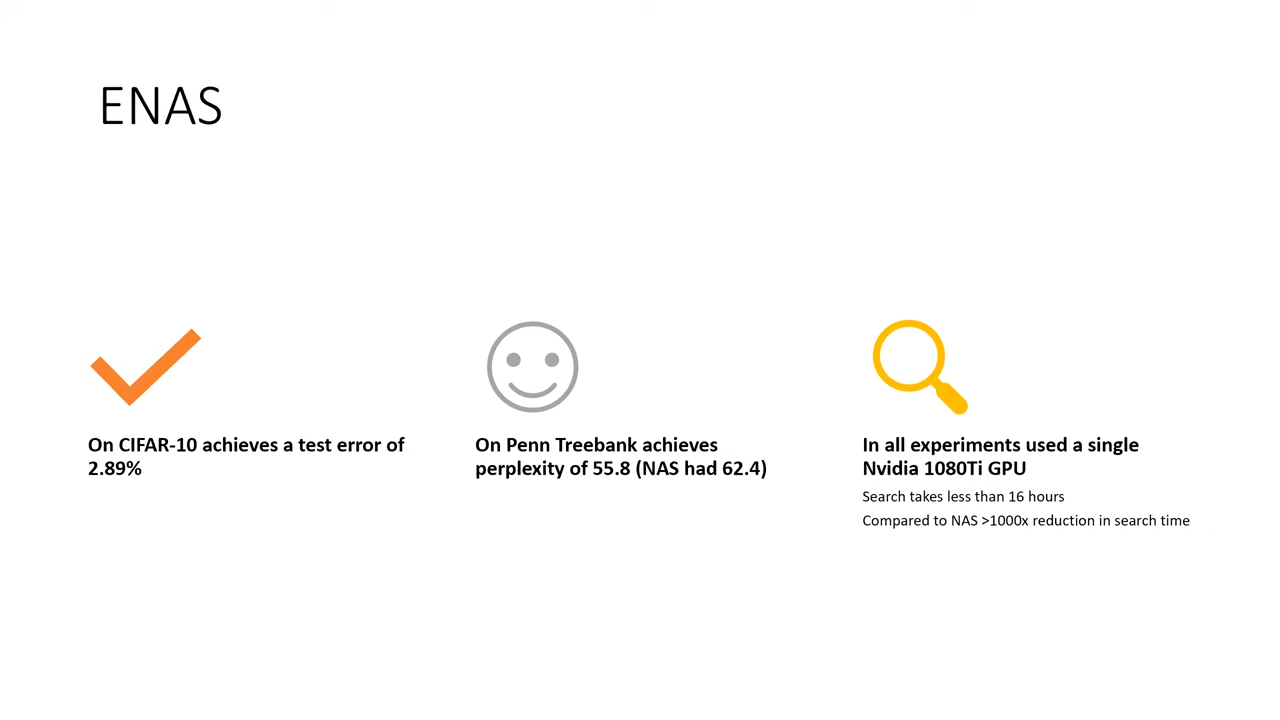 ENAS
On CIFAR-10 achieves a test error of
2.89%
On Penn Treebank achieves
perplexity of 55.8 (NAS had 62.4)
In all experiments used a single
Nvidia 1080Ti GPU
Search takes less than 16 hours
Compared to NAS >1000x reduction in search time